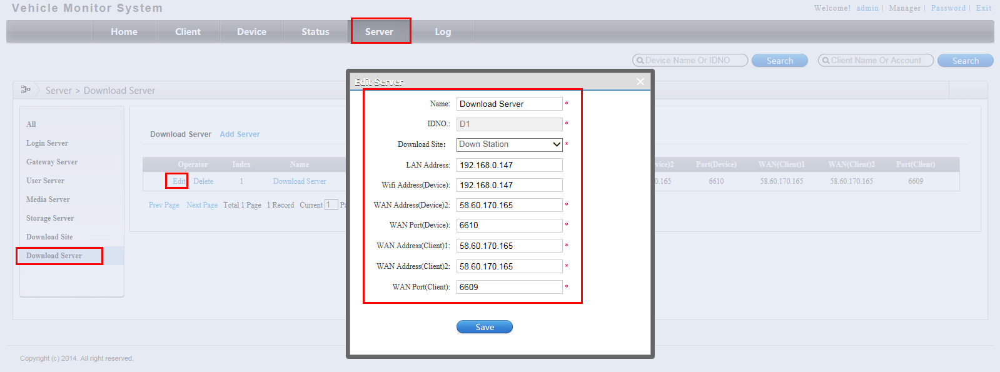 Vehicle Monitor System
Welcome! admin | Manager | Password | Exit
Home Client Device Status Server Log
Device Name Or IDNO Search Client Name Or Account Search
Server > Download Server
All
Login Server
Gateway Server
User Server
Media Server
Storage Server
Download Site
Download Server
Download Server Add Server
Operator Index Name
Edit Delete 1 Download Server
Prev Page Next Page Total 1 Page 1 Record Current 1
Edit Server
Name: Download Server *
IDNO.: D1 *
Download Site: Down Station *
LAN Address: 192.168.0.147
Wifi Address(Device): 192.168.0.147
WAN Address(Device)2: 58.60.170.165 *
WAN Port(Device): 6610 *
WAN Address(Client)1: 58.60.170.165 *
WAN Address(Client)2: 58.60.170.165 *
WAN Port(Client): 6609 *
Save
vice)2 Port(Device) WAN(Client)1 WAN(Client)2 Port(Client)
0.165 6610 58.60.170.165 58.60.170.165 6609
Copyright (c) 2014. All right reserved.